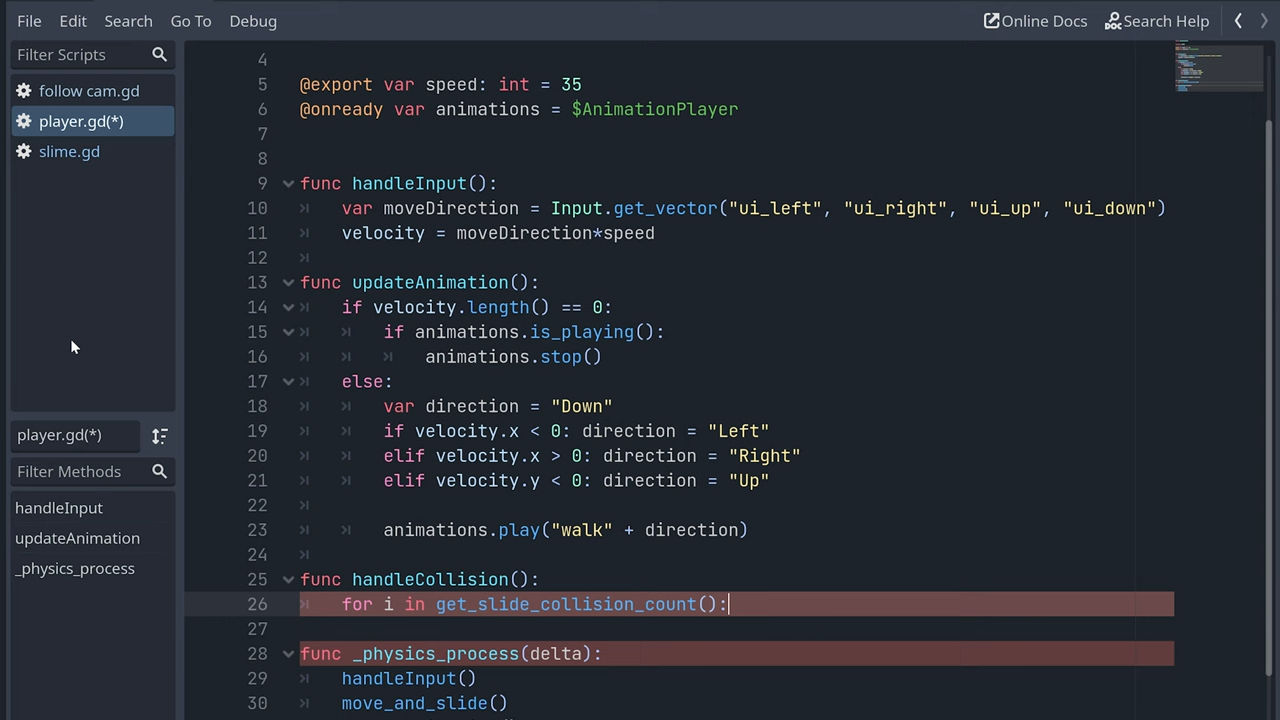 File Edit Search Go To Debug Online Docs Search Help
Filter Scripts
follow cam.gd
player.gd(*)
slime.gd
player.gd(*)
Filter Methods
handleInput
updateAnimation
_physics_process
4
5 @export var speed: int = 35
6 @onready var animations = $AnimationPlayer
7
8
9 func handleInput():
10 var moveDirection = Input.get_vector("ui_left", "ui_right", "ui_up", "ui_down")
11 velocity = moveDirection*speed
12
13 func updateAnimation():
14 if velocity.length() == 0:
15 if animations.is_playing():
16 animations.stop()
17 else:
18 var direction = "Down"
19 if velocity.x < 0: direction = "Left"
20 elif velocity.x > 0: direction = "Right"
21 elif velocity.y < 0: direction = "Up"
22
23 animations.play("walk" + direction)
24
25 func handleCollision():
26 for i in get_slide_collision_count():
27
28 func _physics_process(delta):
29 handleInput()
30 move_and_slide()